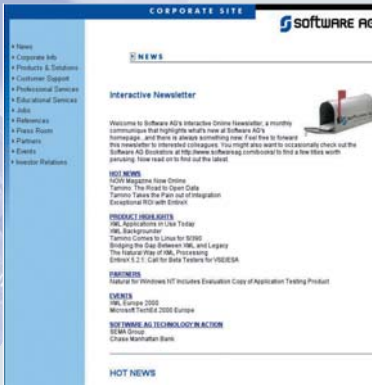 CORPORATE SITE
software AG
News
Corporate Info
Products & Solutions
Customer Support
Professional Services
Educational Services
Jobs
References
Press Room
Partners
Events
Investor Relations
NEWS
Interactive Newsletter
Welcome to Software AG's Interactive Online Newsletter, a monthly
communique that highlights what's new at Software AG's
homepage...and there is always something new. Feel free to forward
this newsletter to interested colleagues. You might also want to occasionally check out the
Software AG Bookstore at http://www.softwareag.com/books/ to find a few titles worth
perusing. Now read on to find out the latest.
HOT NEWS
NOW Magazine Now Online
Tamino: The Road to Open Data
Tamino Takes the Pain out of Integration
Exceptional ROI with EntireX
PRODUCT HIGHLIGHTS
XML Applications in Use Today
XML Backgrounder
Tamino Comes to Linux for S/390
Bridging the Gap Between XML and Legacy
The Natural Way of XML Processing
EntireX 5.2.1: Call for Beta Testers for VSE/ESA
PARTNERS
Natural for Windows NT Includes Evaluation Copy of Application Testing Product
EVENTS
XML Europe 2000
Microsoft TechEd 2000 Europe
SOFTWARE AG TECHNOLOGY IN ACTION
SEMA Group
Chase Manhattan Bank
HOT NEWS